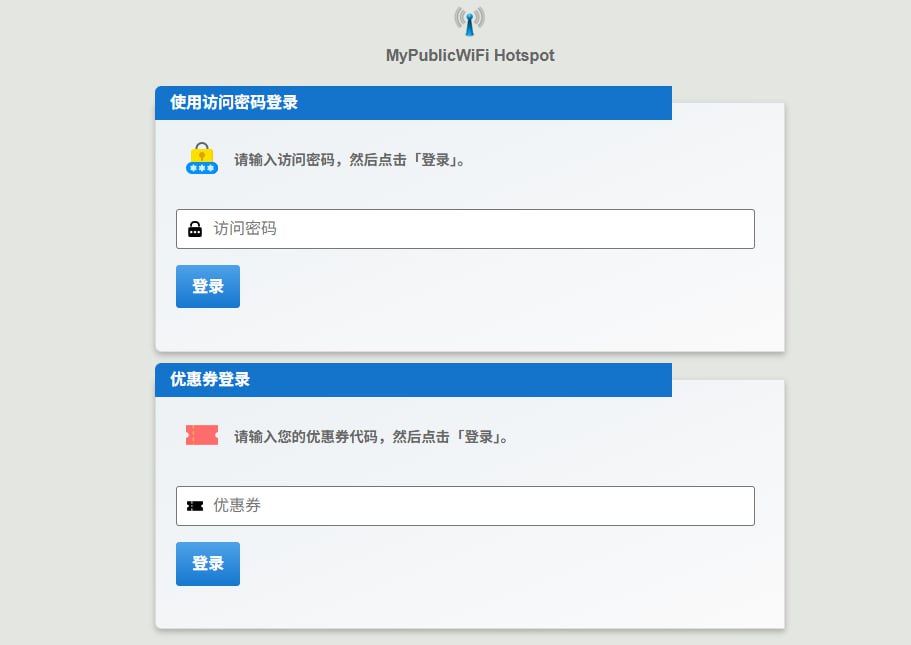 MyPublicWiFi Hotspot
使用访问密码登录
请输入访问密码，然后点击「登录」。
访问密码
登录
优惠券登录
请输入您的优惠券代码，然后点击「登录」。
优惠券
登录